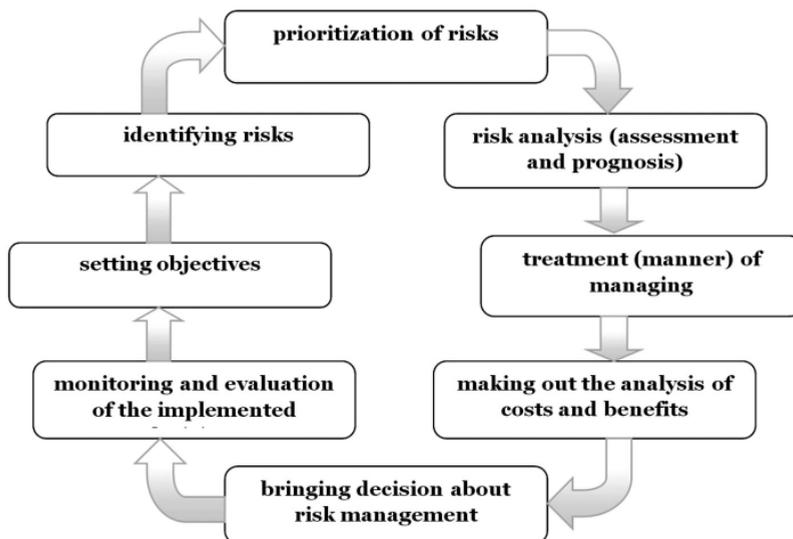 prioritization of risks
identifying risks
risk analysis (assessment
and prognosis)
setting objectives
treatment (manner) of
managing
monitoring and evaluation
of the implemented
making out the analysis of
costs and benefits
bringing decision about
risk management